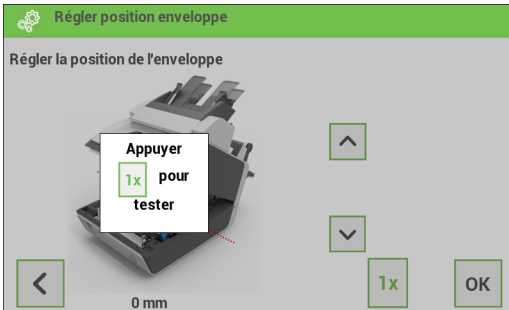 Régler position enveloppe
Régler la position de l'enveloppe
Appuyer
1x pour
tester
0 mm
1x
OK